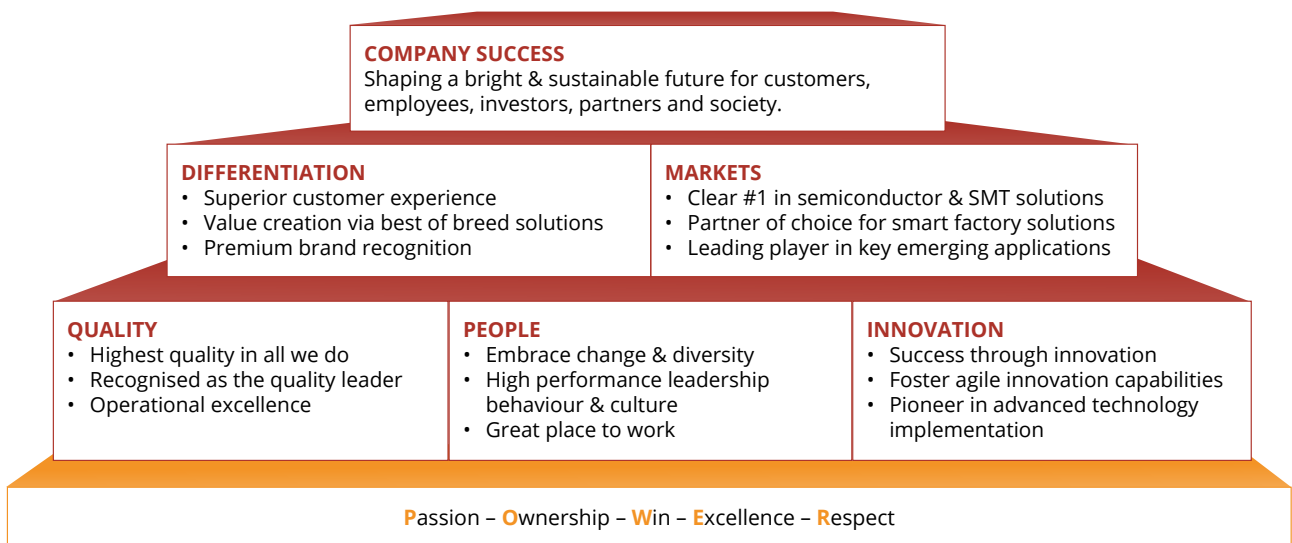 COMPANY SUCCESS
Shaping a bright & sustainable future for customers,
employees, investors, partners and society.
DIFFERENTIATION
• Superior customer experience
• Value creation via best of breed solutions
• Premium brand recognition
MARKETS
• Clear #1 in semiconductor & SMT solutions
• Partner of choice for smart factory solutions
• Leading player in key emerging applications
QUALITY
• Highest quality in all we do
• Recognised as the quality leader
• Operational excellence
PEOPLE
• Embrace change & diversity
• High performance leadership
behaviour & culture
• Great place to work
INNOVATION
• Success through innovation
• Foster agile innovation capabilities
• Pioneer in advanced technology
implementation
Passion – Ownership – Win – Excellence – Respect